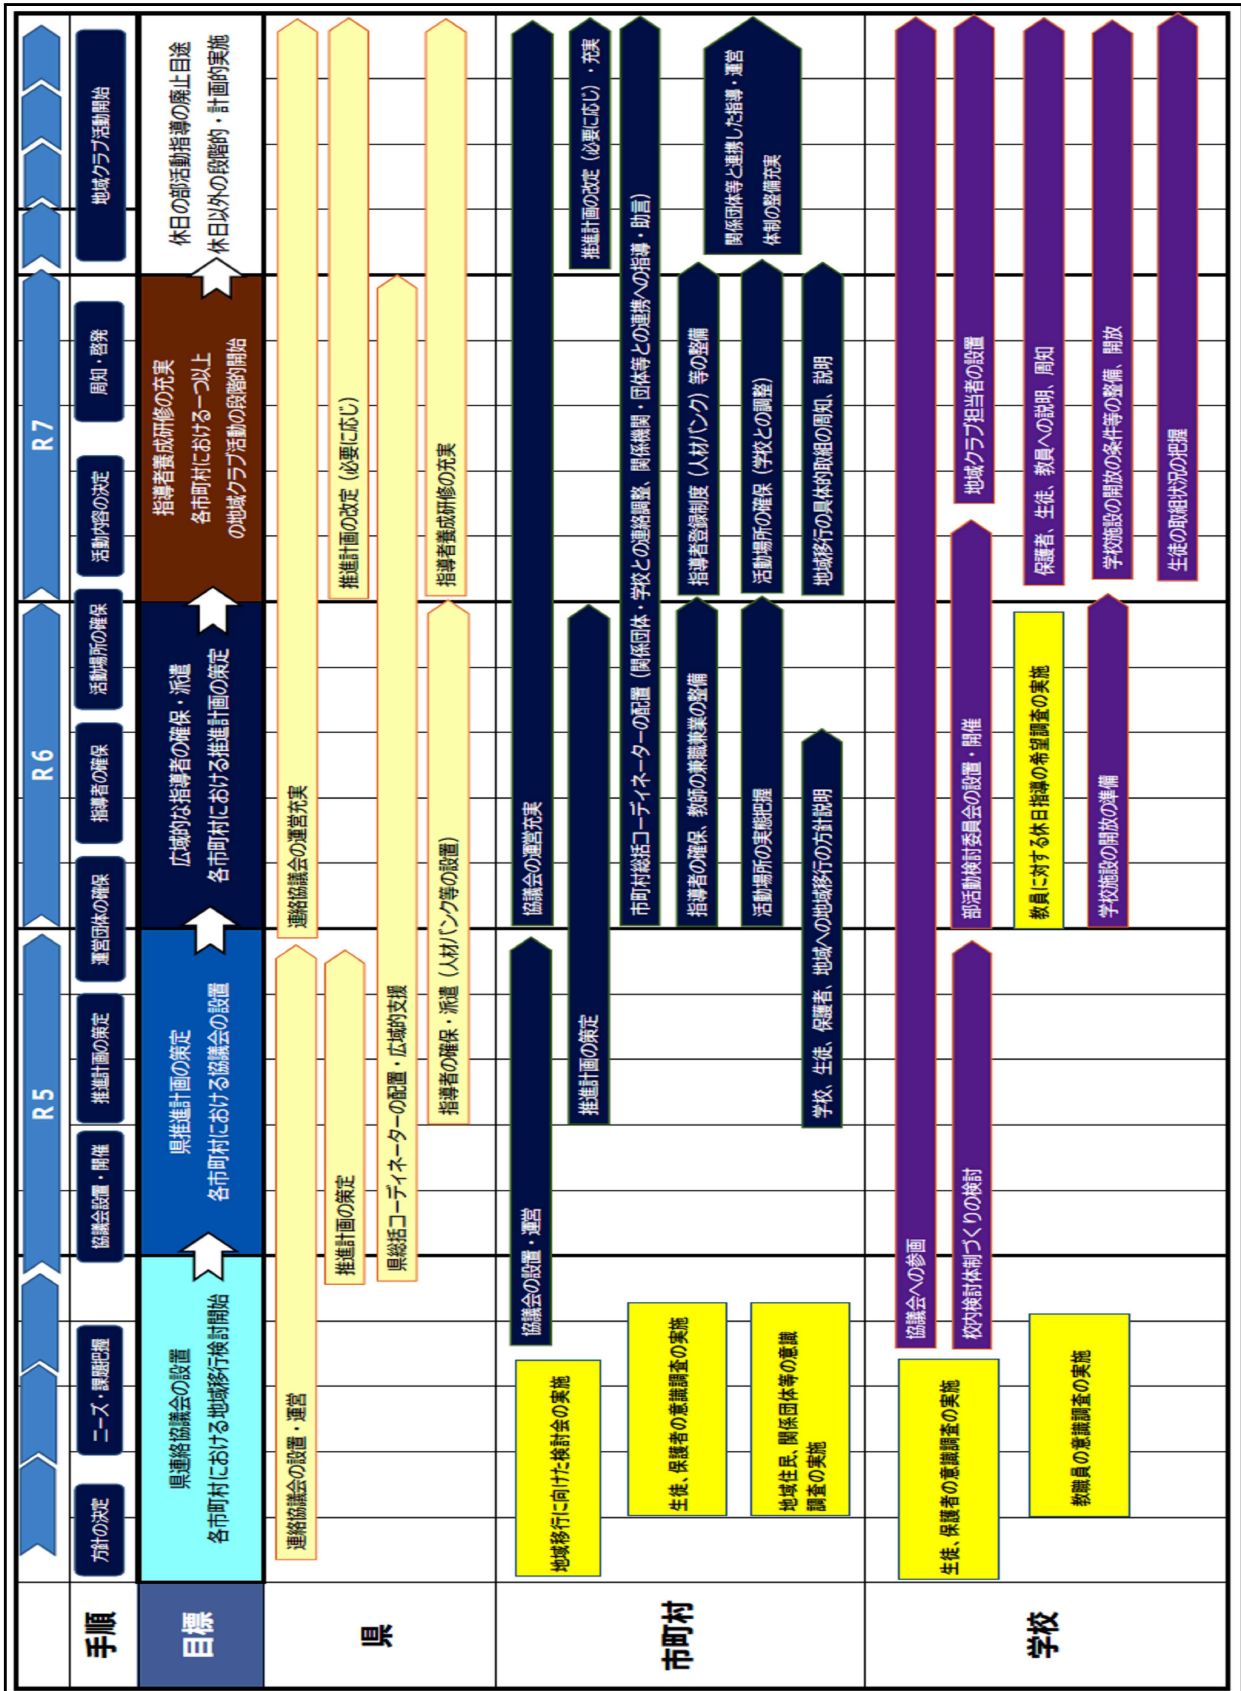 R5
R6
R7
手順
方針の決定
ニーズ・課題把握
協議会設置・開催
推進計画の策定
運営団体の確保
指導者の確保
活動場所の確保
活動内容の決定
周知・啓発
地域クラブ活動開始
目標
県連絡協議会の設置
各市町村における地域移行検討開始
県推進計画の策定
各市町村における協議会の設置
広域的な指導者の確保・派遣
各市町村における推進計画の策定
指導者養成研修の充実
各市町村における一つ以上
の地域クラブ活動の段階的開始
休日の部活動指導の廃止目途
休日以外の段階的・計画的実施
県
連絡協議会の設置・運営
連絡協議会の運営充実
推進計画の策定
推進計画の改定（必要に応じ）
県総括コーディネーターの配置・広域的支援
指導者の確保・派遣（人材バンク等の設置）
指導者養成研修の充実
市町村
地域移行に向けた検討会の実施
協議会の設置・運営
協議会の運営充実
推進計画の策定
推進計画の改定（必要に応じ）・充実
生徒、保護者の意識調査の実施
市町村総括コーディネーターの配置（関係団体・学校との連絡調整、関係機関・団体等との連携への指導・助言）
指導者の確保、教師の兼職兼業の整備
指導者登録制度（人材バンク）等の整備
関係団体等と連携した指導・運営
体制の整備充実
地域住民、関係団体等の意識
調査の実施
活動場所の実態把握
活動場所の確保（学校との調整）
学校、生徒、保護者、地域への地域移行の方針説明
地域移行の具体的取組の周知、説明
学校
生徒、保護者の意識調査の実施
協議会への参画
校内検討体制づくりの検討
部活動検討委員会の設置・開催
地域クラブ担当者の設置
教職員の意識調査の実施
教員に対する休日指導の希望調査の実施
保護者、生徒、教員への説明、周知
学校施設の開放の準備
学校施設の開放の条件等の整備、開放
生徒の取組状況の把握